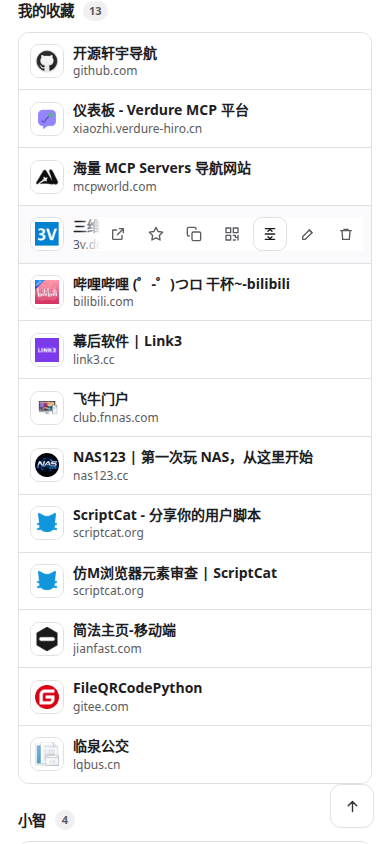 我的收藏 13
开源轩宇导航
github.com
仪表板 - Verdure MCP 平台
xiaozhi.verdure-hiro.cn
海量 MCP Servers 导航网站
mcpworld.com
3V 三维
3v.d
哔哩哔哩 (゜-゜)つロ 干杯~-bilibili
bilibili.com
LINK3 幕后软件 | Link3
link3.cc
飞牛门户
club.fnnas.com
NAS NAS123 | 第一次玩 NAS，从这里开始
nas123.cc
ScriptCat - 分享你的用户脚本
scriptcat.org
仿M浏览器元素审查 | ScriptCat
scriptcat.org
简法主页-移动端
jianfast.com
FileQRCodePython
gitee.com
临泉公交
lqbus.cn
小智 4